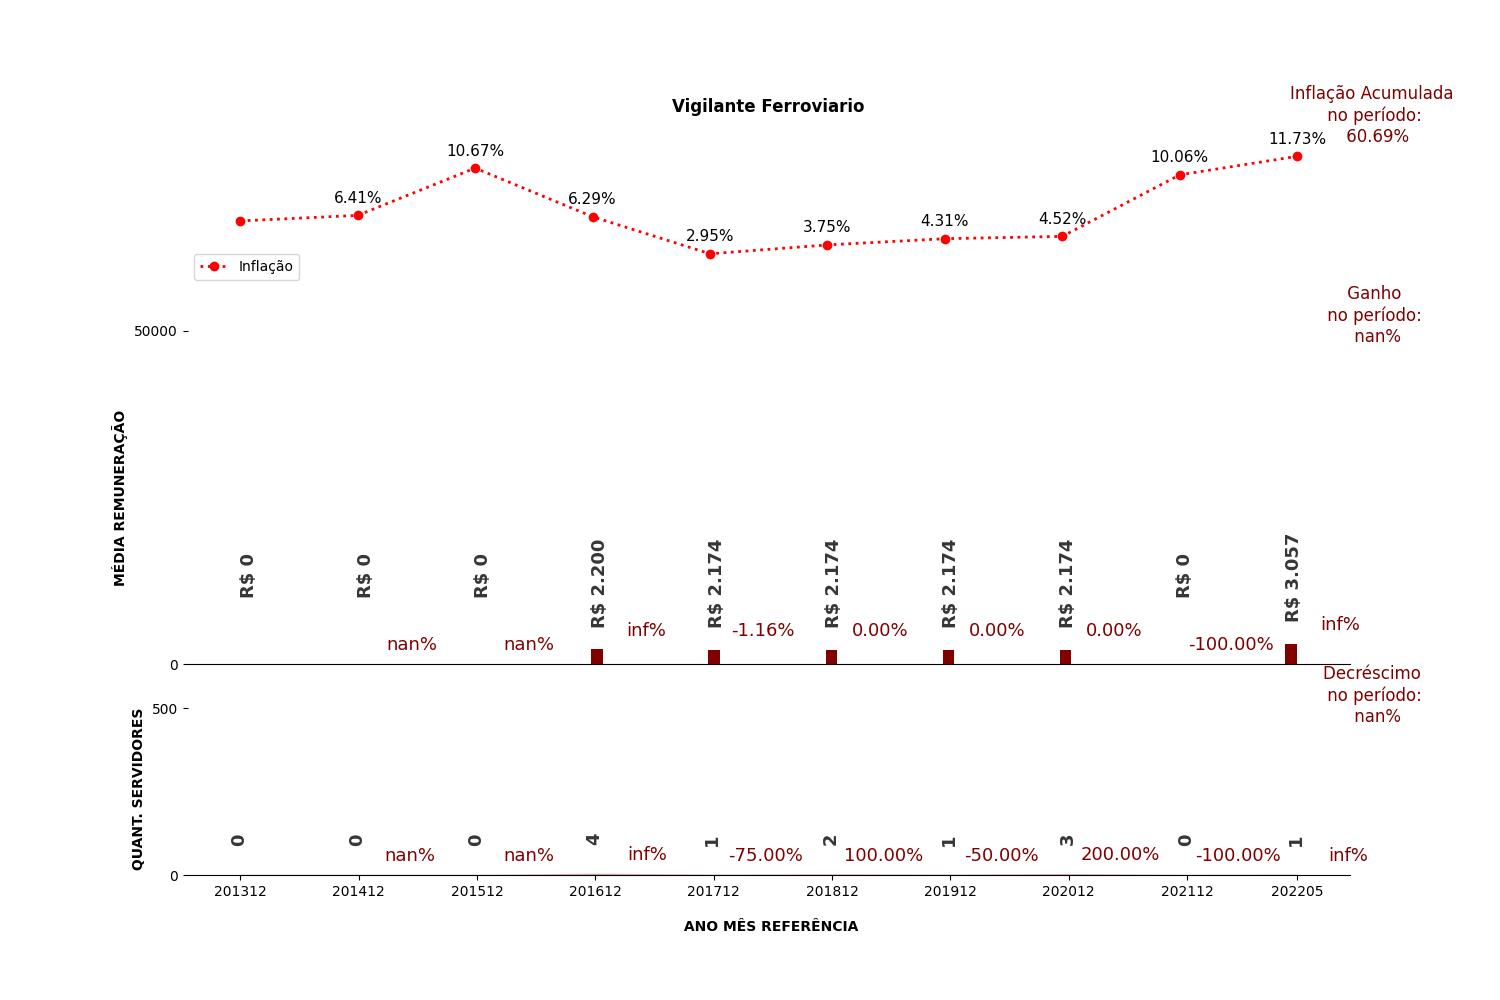 Vigilante Ferroviario
Inflação Acumulada
no período:
60.69%
6.41%
10.67%
6.29%
2.95%
3.75%
4.31%
4.52%
10.06%
11.73%
Inflação
Ganho
no período:
nan%
50000
0
MÉDIA REMUNERAÇÃO
R$ 0
R$ 0
R$ 0
R$ 2.200
R$ 2.174
R$ 2.174
R$ 2.174
R$ 2.174
R$ 0
R$ 3.057
nan%
nan%
inf%
-1.16%
0.00%
0.00%
0.00%
-100.00%
inf%
Decréscimo
no período:
nan%
500
0
QUANT. SERVIDORES
0
0
0
4
1
2
1
3
0
1
nan%
nan%
inf%
-75.00%
100.00%
-50.00%
200.00%
-100.00%
inf%
201312
201412
201512
201612
201712
201812
201912
202012
202112
202205
ANO MÊS REFERÊNCIA